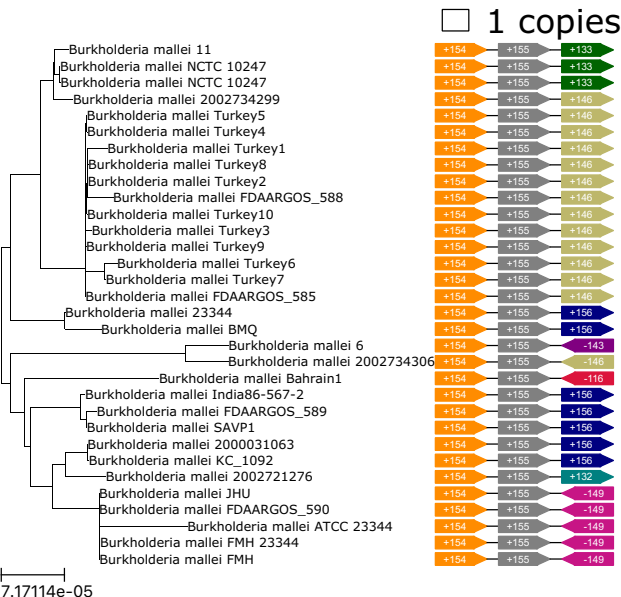 1 copies
Burkholderia mallei 11 +154 +155 +133
Burkholderia mallei NCTC 10247 +154 +155 +133
Burkholderia mallei NCTC 10247 +154 +155 +133
Burkholderia mallei 2002734299 +154 +155 +146
Burkholderia mallei Turkey5 +154 +155 +146
Burkholderia mallei Turkey4 +154 +155 +146
Burkholderia mallei Turkey1 +154 +155 +146
Burkholderia mallei Turkey8 +154 +155 +146
Burkholderia mallei Turkey2 +154 +155 +146
Burkholderia mallei FDAARGOS_588 +154 +155 +146
Burkholderia mallei Turkey10 +154 +155 +146
Burkholderia mallei Turkey3 +154 +155 +146
Burkholderia mallei Turkey9 +154 +155 +146
Burkholderia mallei Turkey6 +154 +155 +146
Burkholderia mallei Turkey7 +154 +155 +146
Burkholderia mallei FDAARGOS_585 +154 +155 +146
Burkholderia mallei 23344 +154 +155 +156
Burkholderia mallei BMQ +154 +155 +156
Burkholderia mallei 6 +154 +155 -143
Burkholderia mallei 2002734306 +154 +155 -146
Burkholderia mallei Bahrain1 +154 +155 -116
Burkholderia mallei India86-567-2 +154 +155 +156
Burkholderia mallei FDAARGOS_589 +154 +155 +156
Burkholderia mallei SAVP1 +154 +155 +156
Burkholderia mallei 2000031063 +154 +155 +156
Burkholderia mallei KC_1092 +154 +155 +156
Burkholderia mallei 2002721276 +154 +155 +132
Burkholderia mallei JHU +154 +155 -149
Burkholderia mallei FDAARGOS_590 +154 +155 -149
Burkholderia mallei ATCC 23344 +154 +155 -149
Burkholderia mallei FMH 23344 +154 +155 -149
Burkholderia mallei FMH +154 +155 -149
7.17114e-05